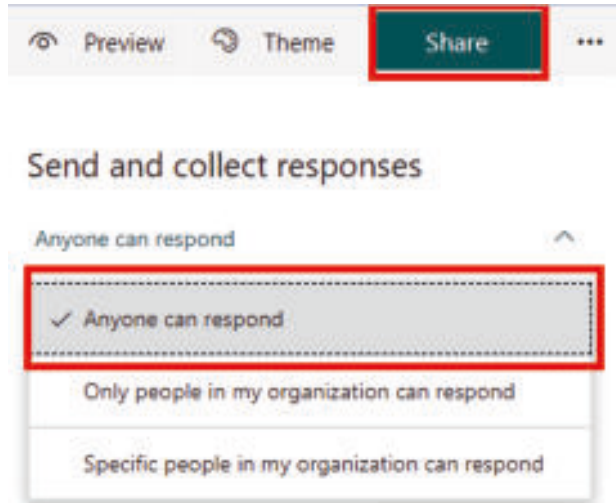 Preview Theme Share ...
Send and collect responses
Anyone can respond
Anyone can respond
Only people in my organization can respond
Specific people in my organization can respond